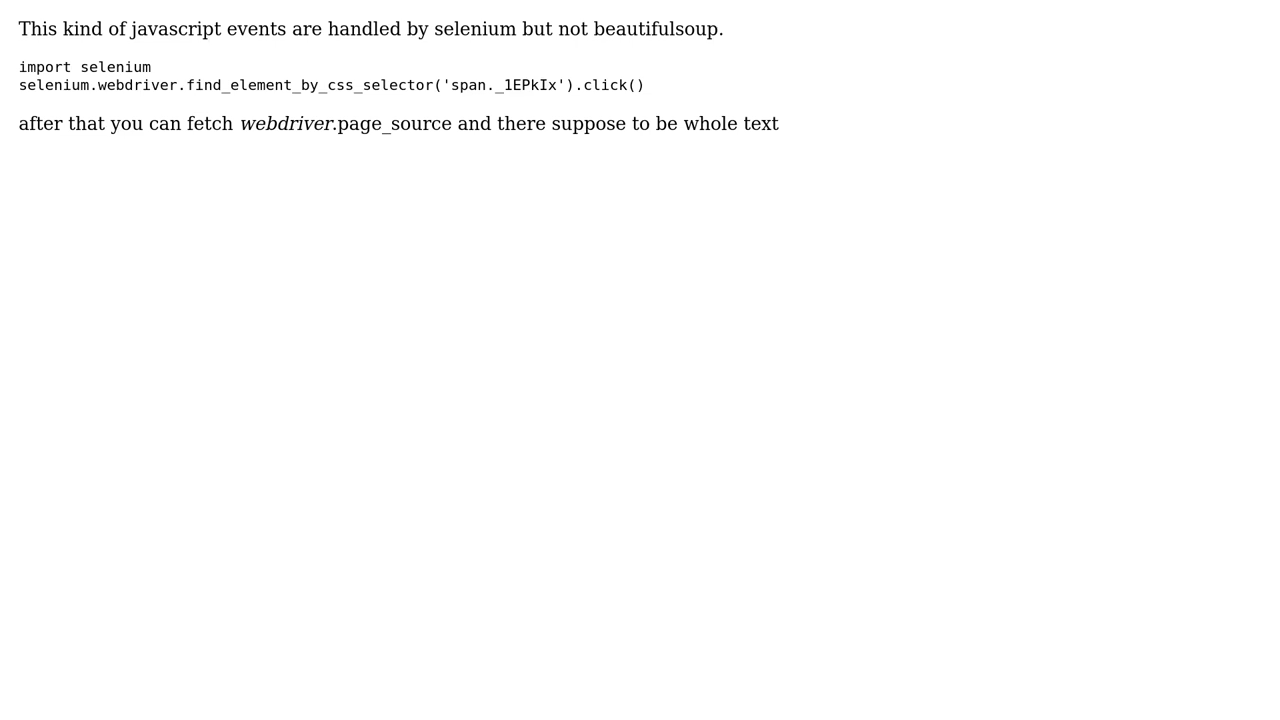 This kind of javascript events are handled by selenium but not beautifulsoup.
import selenium
selenium.webdriver.find_element_by_css_selector('span._1EPkIx').click()
after that you can fetch webdriver.page_source and there suppose to be whole text